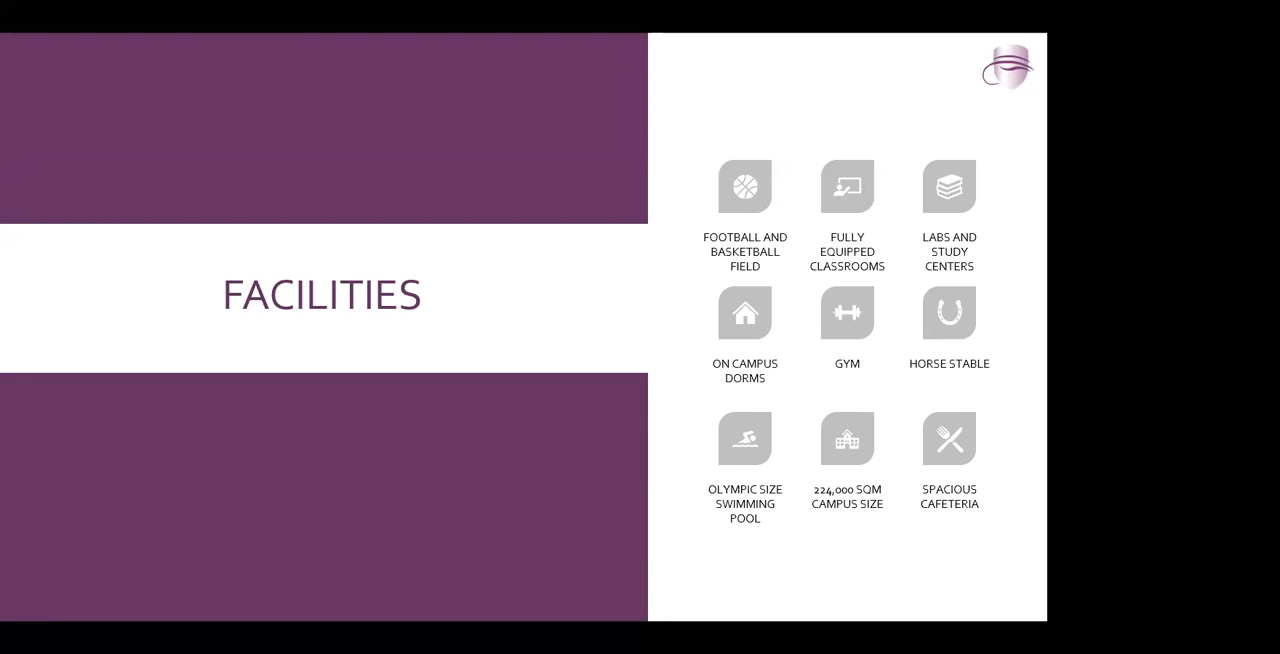 FACILITIES
FOOTBALL AND
BASKETBALL
FIELD
FULLY
EQUIPPED
CLASSROOMS
LABS AND
STUDY
CENTERS
ON CAMPUS
DORMS
GYM
HORSE STABLE
OLYMPIC SIZE
SWIMMING
POOL
224,000 SQM
CAMPUS SIZE
SPACIOUS
CAFETERIA